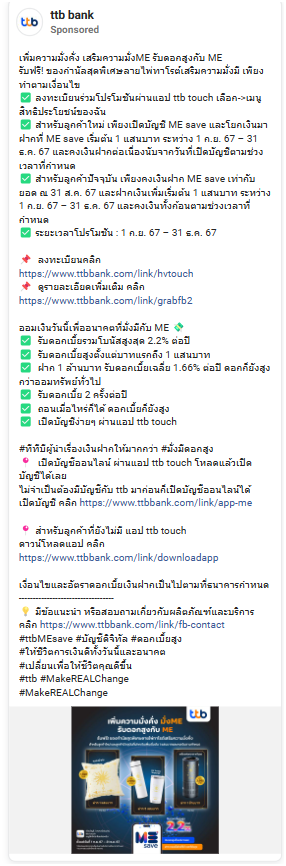 ttb bank
Sponsored
เพิ่มความมั่งคั่ง เสริมความมั่งME รับดอกสูงกับ ME
รับฟรี! ของกำนัลสุดพิเศษลายไพ่ทาโรต์เสริมความมั่งมี เพียง
ทำตามเงื่อนไข
✅ ลงทะเบียนร่วมโปรโมชันผ่านแอป ttb touch เลือก->เมนู
สิทธิประโยชน์ของฉัน
✅ สำหรับลูกค้าใหม่ เพียงเปิดบัญชี ME save และโยกเงินมา
ฝากที่ ME save เริ่มต้น 1 แสนบาท ระหว่าง 1 ก.ย. 67 – 31
ธ.ค. 67 และคงเงินฝากต่อเนื่องนับจากวันที่เปิดบัญชีตามช่วง
เวลาที่กำหนด
✅ สำหรับลูกค้าปัจจุบัน เพียงคงเงินฝาก ME save เท่ากับ
ยอด ณ 31 ส.ค. 67 และฝากเงินเพิ่มเริ่มต้น 1 แสนบาท ระหว่าง
1 ก.ย. 67 – 31 ธ.ค. 67 และคงเงินทั้งก้อนตามช่วงเวลาที่
กำหนด
✅ ระยะเวลาโปรโมชัน : 1 ก.ย. 67 – 31 ธ.ค. 67
📌 ลงทะเบียนคลิก
https://www.ttbbank.com/link/hvtouch
📌 ดูรายละเอียดเพิ่มเติม คลิก
https://www.ttbbank.com/link/grabfb2
ออมเงินวันนี้เพื่ออนาคตที่มั่งมีกับ ME 💸
✅ รับดอกเบี้ยรวมโบนัสสูงสุด 2.2% ต่อปี
✅ รับดอกเบี้ยสูงตั้งแต่บาทแรกถึง 1 แสนบาท
✅ ฝาก 1 ล้านบาท รับดอกเบี้ยเฉลี่ย 1.66% ต่อปี ดอกก็ยังสูง
กว่าออมทรัพย์ทั่วไป
✅ รับดอกเบี้ย 2 ครั้งต่อปี
✅ ถอนเมื่อไหร่ก็ได้ ดอกเบี้ยก็ยังสูง
✅ เปิดบัญชีง่ายๆ ผ่านแอป ttb touch
#ทีทีบีผู้นำเรื่องเงินฝากให้มากกว่า #มั่งมีดอกสูง
📍 เปิดบัญชีออนไลน์ ผ่านแอป ttb touch โหลดแล้วเปิด
บัญชีได้เลย
ไม่จำเป็นต้องมีบัญชีกับ ttb มาก่อนก็เปิดบัญชีออนไลน์ได้
เปิดบัญชี คลิก https://www.ttbbank.com/link/app-me
📍 สำหรับลูกค้าที่ยังไม่มี แอป ttb touch
ดาวน์โหลดแอป คลิก
https://www.ttbbank.com/link/downloadapp
เงื่อนไขและอัตราดอกเบี้ยเงินฝากเป็นไปตามที่ธนาคารกำหนด
--------------------------------
💡 มีข้อแนะนำ หรือสอบถามเกี่ยวกับผลิตภัณฑ์และบริการ
คลิก https://www.ttbbank.com/link/fb-contact
#ttbMEsave #บัญชีดิจิทัล #ดอกเบี้ยสูง
#ให้ชีวิตการเงินดีทั้งวันนี้และอนาคต
#เปลี่ยนเพื่อให้ชีวิตคุณดีขึ้น
#ttb #MakeREALChange
#MakeREALChange
เพิ่มความมั่งคั่ง มั่งME
รับดอกสูงกับ ME
ttb
ME
save
2.2%